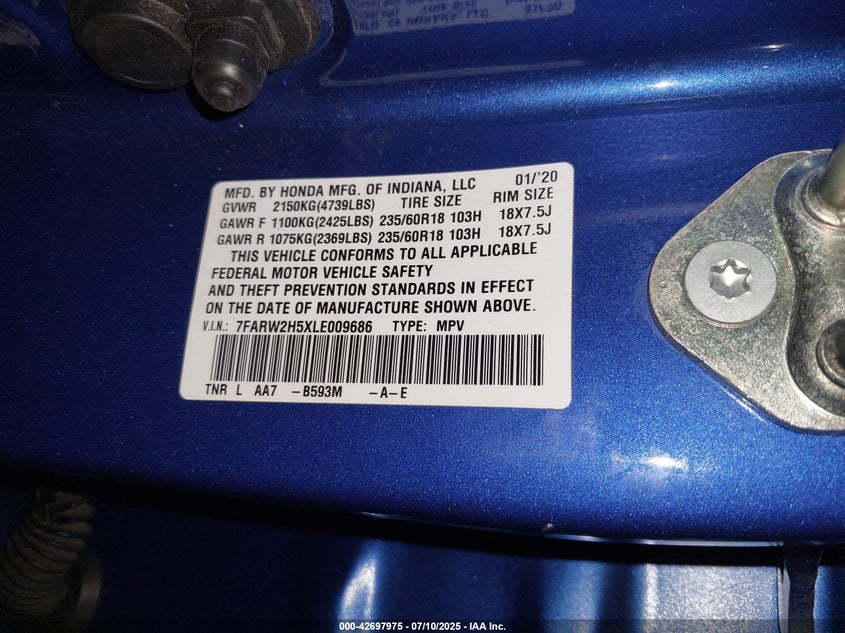 MFD. BY HONDA MFG. OF INDIANA, LLC 01/'20
GVWR 2150KG(4739LBS) TIRE SIZE RIM SIZE
GAWR F 1100KG(2425LBS) 235/60R18 103H 18X7.5J
GAWR R 1075KG(2369LBS) 235/60R18 103H 18X7.5J
THIS VEHICLE CONFORMS TO ALL APPLICABLE
FEDERAL MOTOR VEHICLE SAFETY
AND THEFT PREVENTION STANDARDS IN EFFECT
ON THE DATE OF MANUFACTURE SHOWN ABOVE.
V.I.N.: 7FARW2H5XLE009686 TYPE: MPV
TNR L AA7 -B593M -A-E
000-42697975 / 07/10/2025 - IAA Inc.